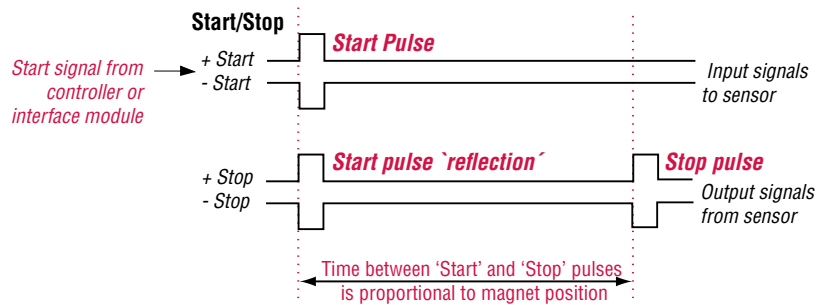 Start/Stop
Start Pulse
+ Start
- Start
Start signal from
controller or
interface module
Input signals
to sensor
Start pulse `reflection´
Stop pulse
+ Stop
- Stop
Output signals
from sensor
Time between ‘Start’ and ‘Stop’ pulses
is proportional to magnet position